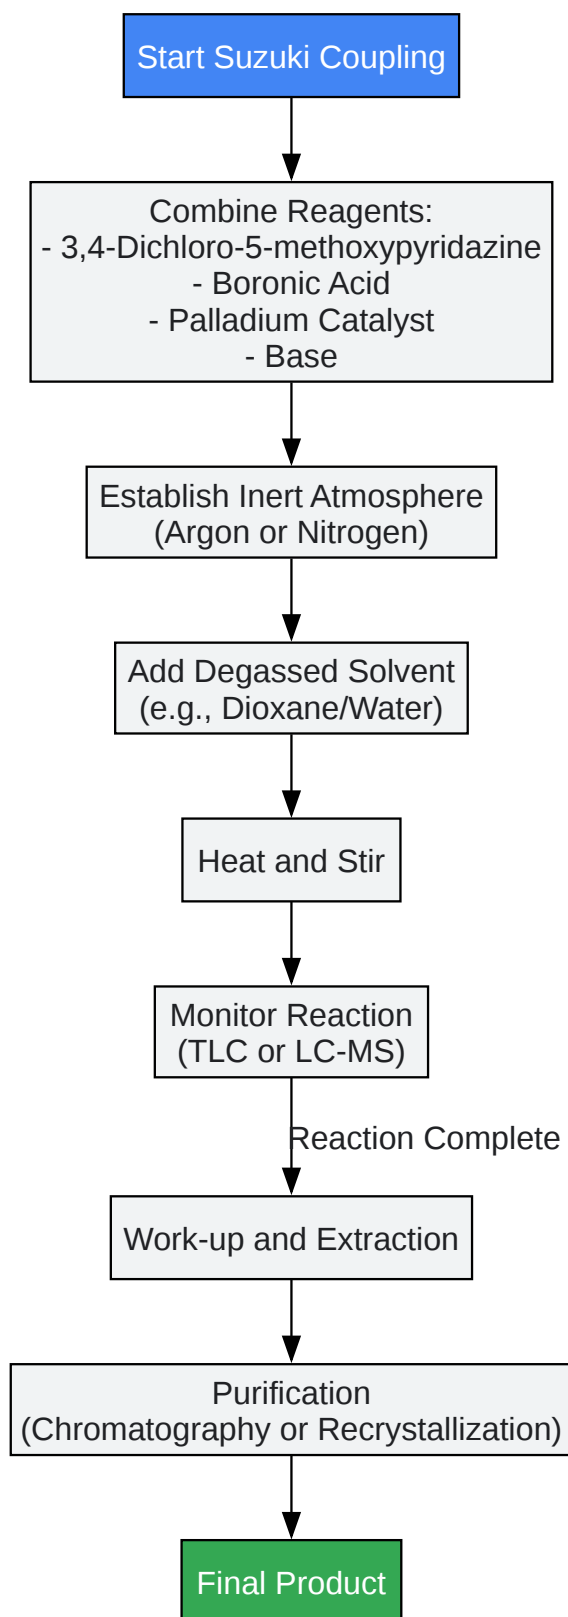 Start Suzuki Coupling
Combine Reagents:
- 3,4-Dichloro-5-methoxypyridazine
- Boronic Acid
- Palladium Catalyst
- Base
Establish Inert Atmosphere
(Argon or Nitrogen)
Add Degassed Solvent
(e.g., Dioxane/Water)
Heat and Stir
Monitor Reaction
(TLC or LC-MS)
Reaction Complete
Work-up and Extraction
Purification
(Chromatography or Recrystallization)
Final Product